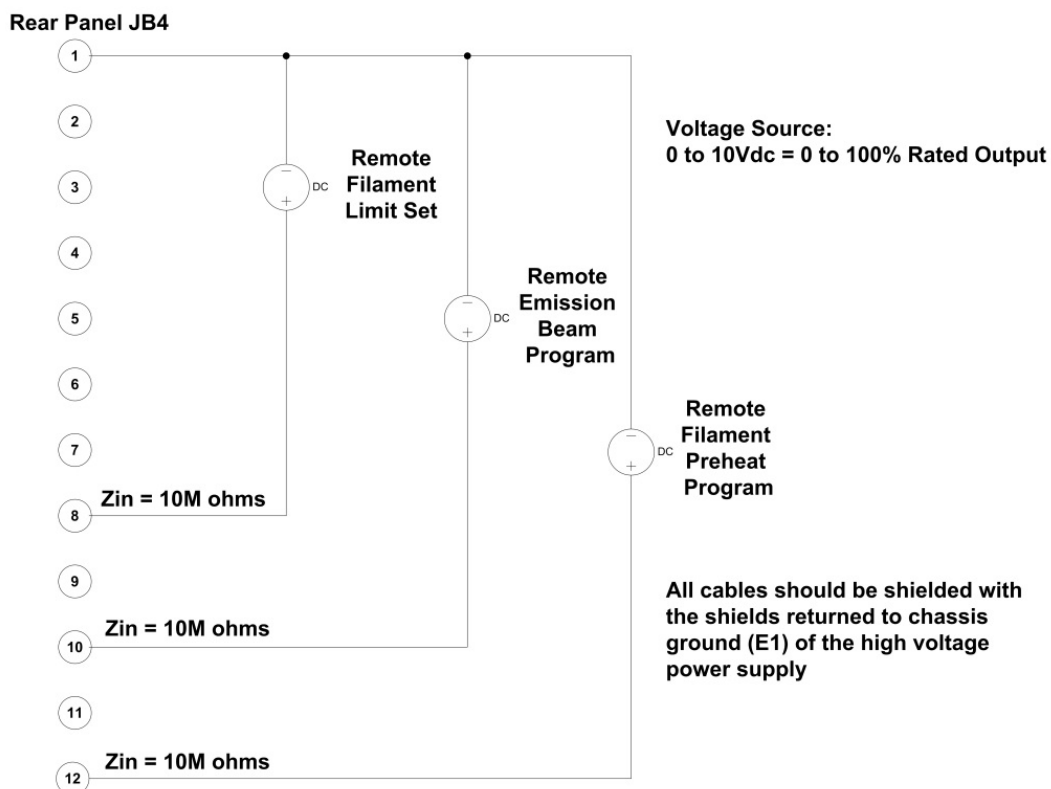 Rear Panel JB4
1
2
3
4
5
6
7
8
9
10
11
12
−
DC
+
Remote
Filament
Limit Set
−
DC
+
Remote
Emission
Beam
Program
−
DC
+
Remote
Filament
Preheat
Program
Zin = 10M ohms
Zin = 10M ohms
Zin = 10M ohms
Voltage Source:
0 to 10Vdc = 0 to 100% Rated Output
All cables should be shielded with
the shields returned to chassis
ground (E1) of the high voltage
power supply